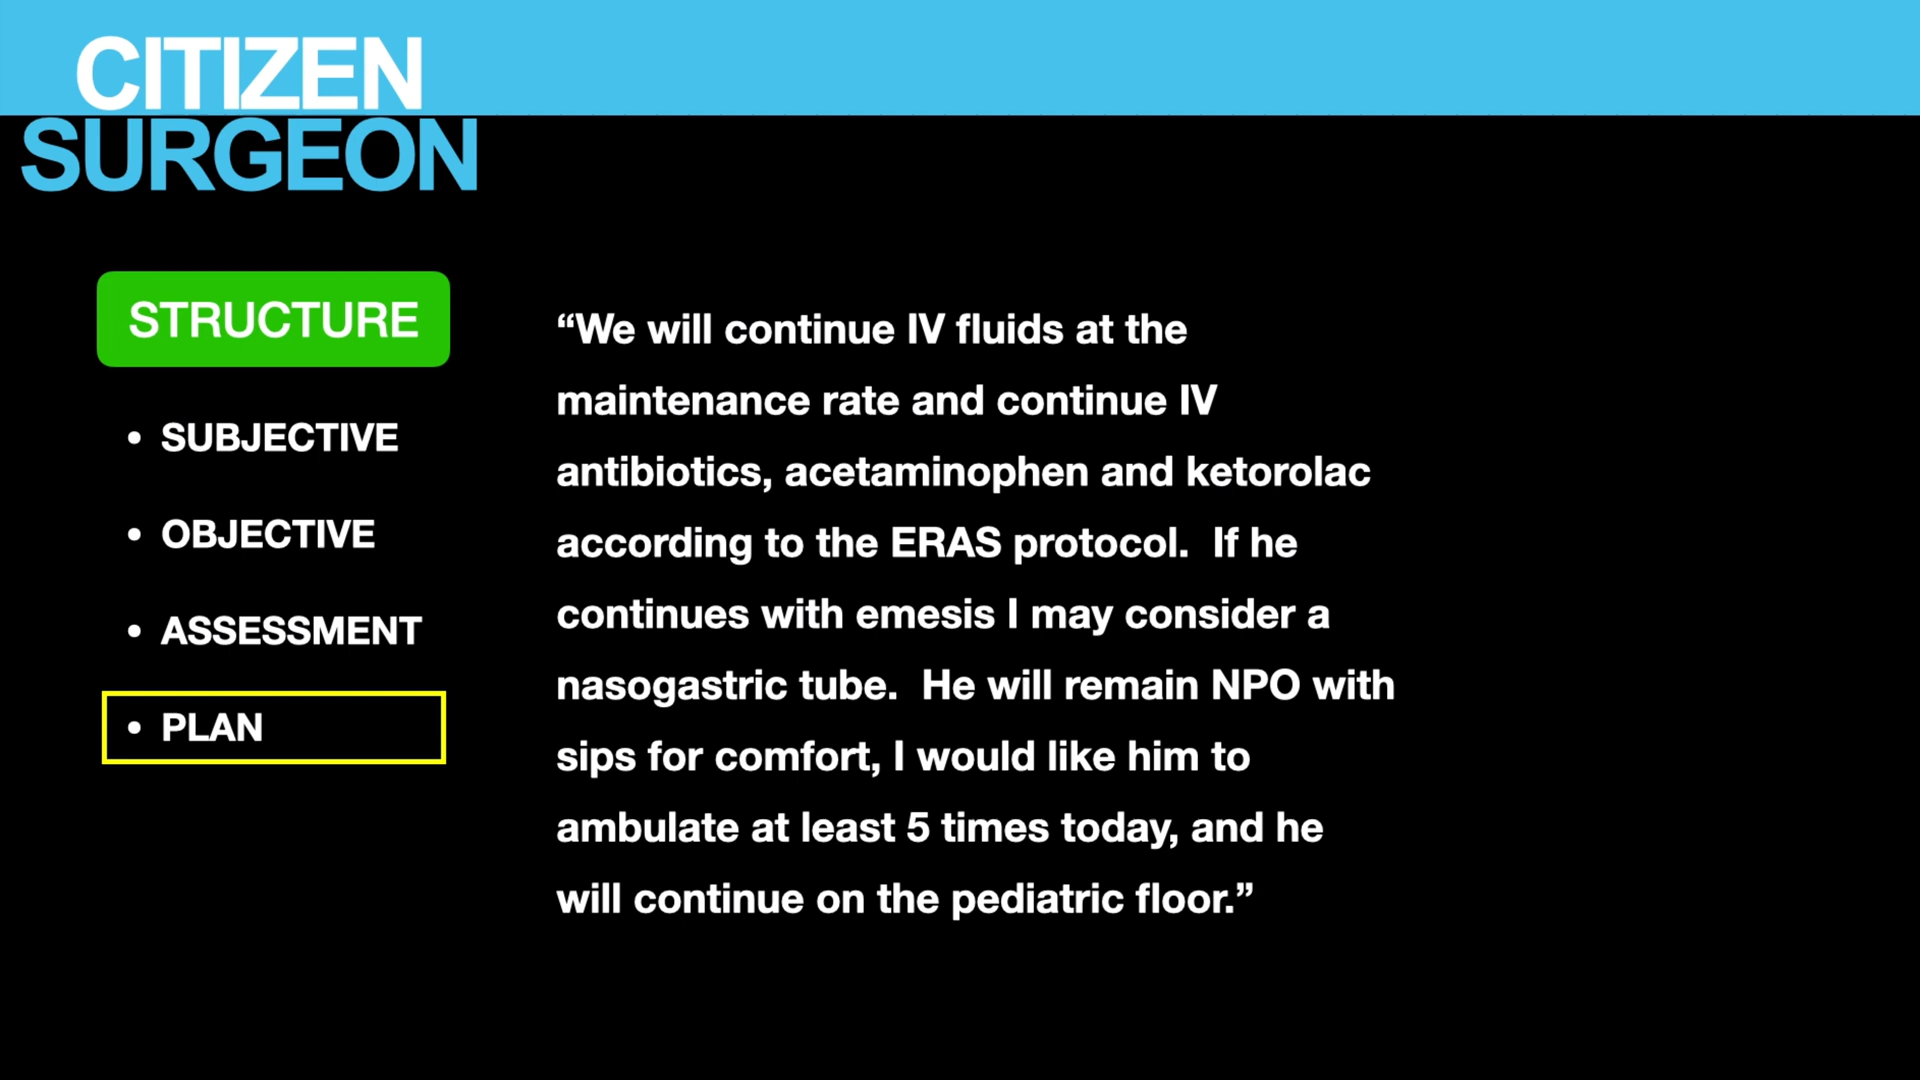 CITIZEN
SURGEON
STRUCTURE
• SUBJECTIVE
• OBJECTIVE
• ASSESSMENT
• PLAN
“We will continue IV fluids at the
maintenance rate and continue IV
antibiotics, acetaminophen and ketorolac
according to the ERAS protocol.  If he
continues with emesis I may consider a
nasogastric tube.  He will remain NPO with
sips for comfort, I would like him to
ambulate at least 5 times today, and he
will continue on the pediatric floor.”